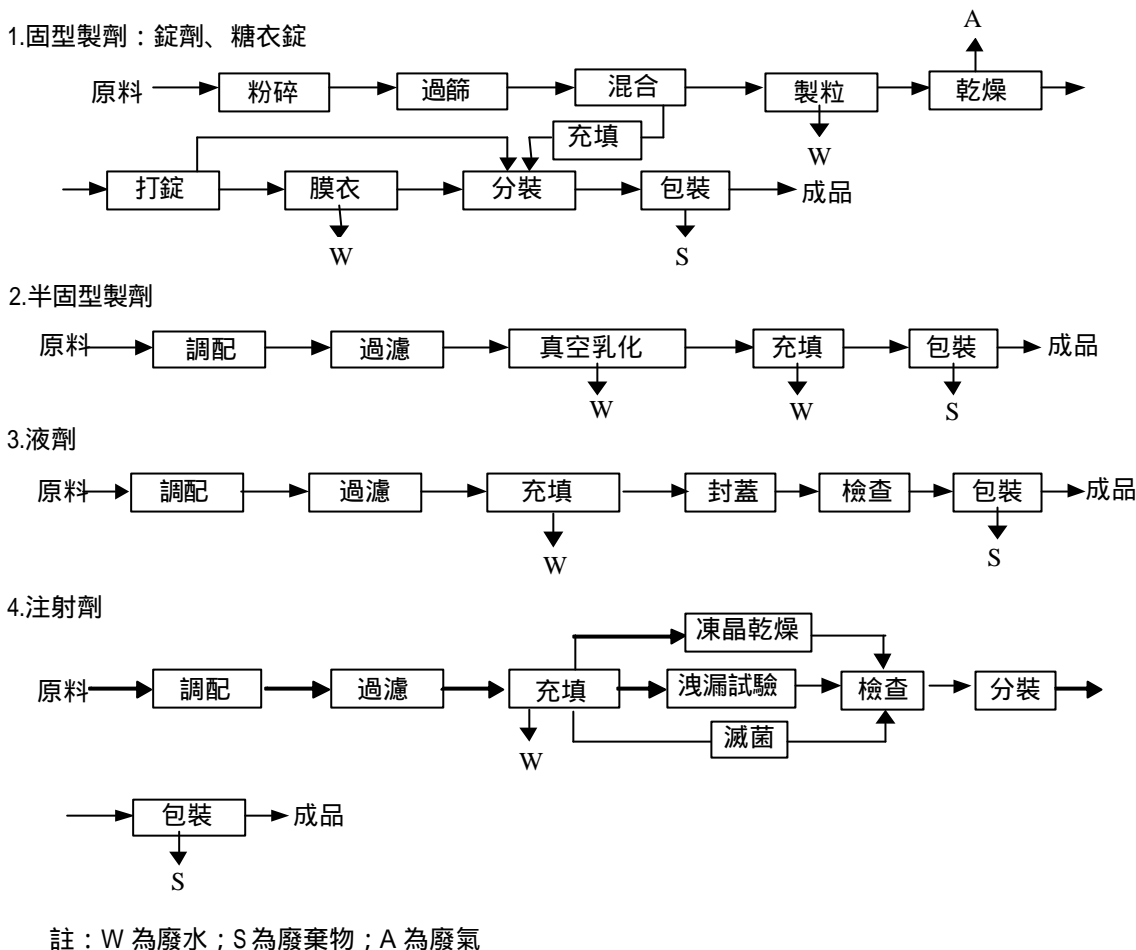 1.固型製劑：錠劑、糖衣錠
A
原料 粉碎 過篩 混合 製粒 乾燥
充填
W
打錠 膜衣 分裝 包裝 成品
W S
2.半固型製劑
原料 調配 過濾 真空乳化 充填 包裝 成品
W W S
3.液劑
原料 調配 過濾 充填 封蓋 檢查 包裝 成品
W S
4.注射劑
凍晶乾燥
原料 調配 過濾 充填 洩漏試驗 檢查 分裝
滅菌
W
包裝 成品
S
註：W 為廢水；S 為廢棄物；A 為廢氣